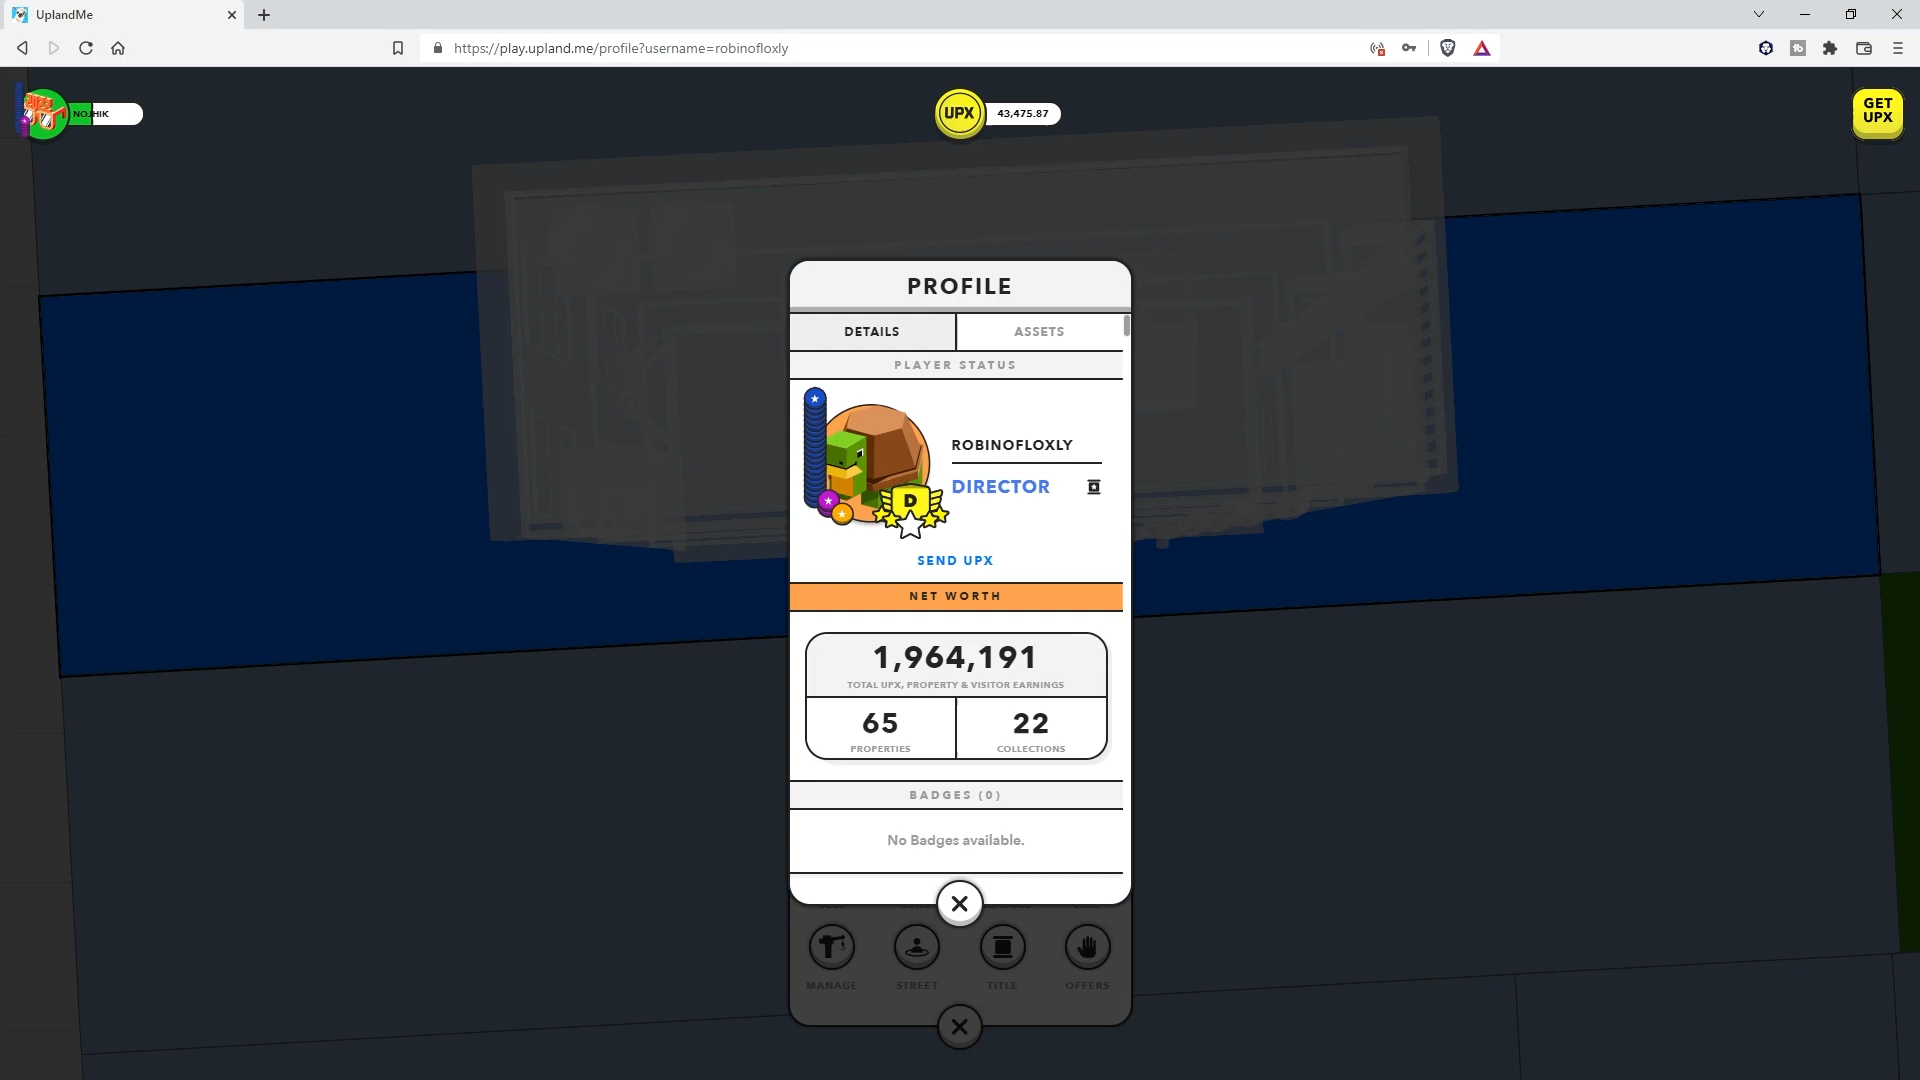 UplandMe
https://play.upland.me/profile?username=robinofloxly
NOJHIK
UPX
43,475.87
GET
UPX
PROFILE
DETAILS
ASSETS
PLAYER STATUS
ROBINOFLOXLY
D
DIRECTOR
SEND UPX
NET WORTH
1,964,191
TOTAL UPX, PROPERTY & VISITOR EARNINGS
65
22
PROPERTIES
COLLECTIONS
BADGES (0)
No Badges available.
MANAGE
STREET
TITLE
OFFERS